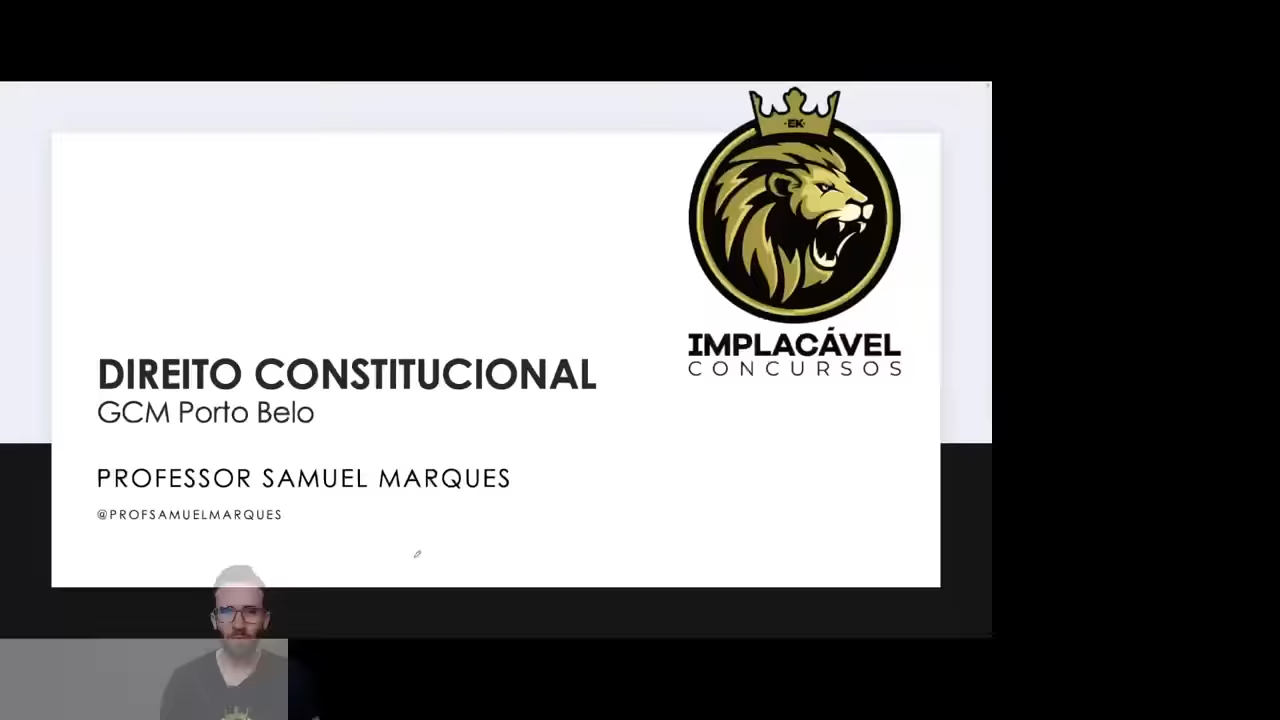 ·EK·
IMPLACÁVEL
CONCURSOS
DIREITO CONSTITUCIONAL
GCM Porto Belo
PROFESSOR SAMUEL MARQUES
@PROFSAMUELMARQUES